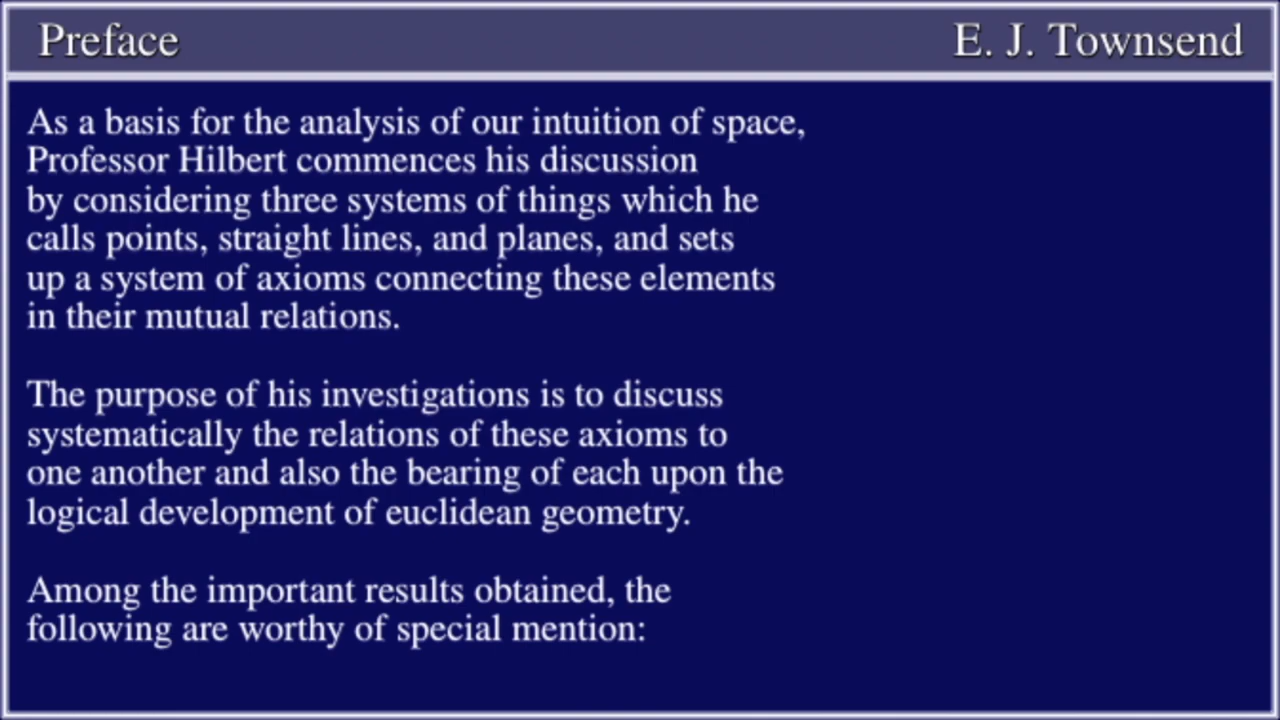 Preface
E. J. Townsend
As a basis for the analysis of our intuition of space,
Professor Hilbert commences his discussion
by considering three systems of things which he
calls points, straight lines, and planes, and sets
up a system of axioms connecting these elements
in their mutual relations.
The purpose of his investigations is to discuss
systematically the relations of these axioms to
one another and also the bearing of each upon the
logical development of euclidean geometry.
Among the important results obtained, the
following are worthy of special mention: